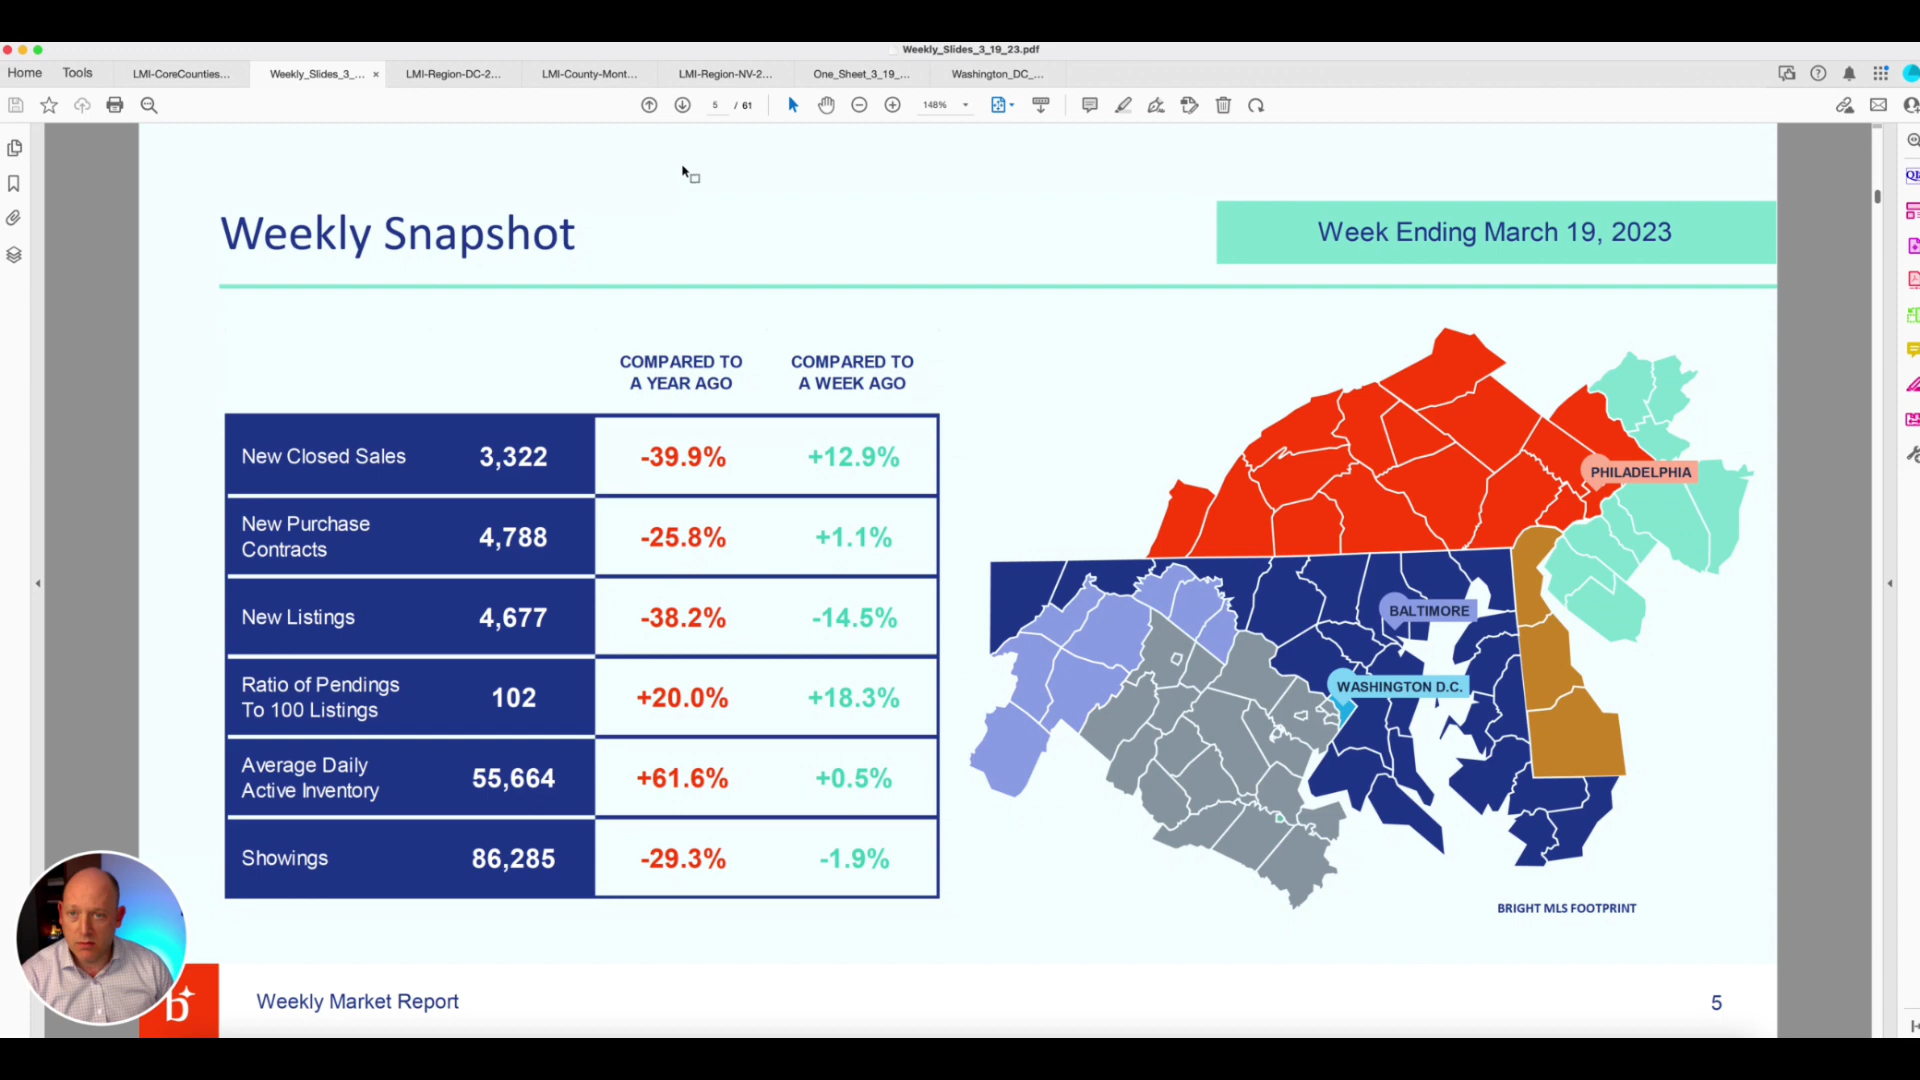 Weekly_Slides_3_19_23.pdf
Home
Tools
LMI-CoreCounties...
Weekly_Slides_3_...
LMI-Region-DC-2...
LMI-County-Mont...
LMI-Region-NV-2...
One_Sheet_3_19_...
Washington_DC_...
5 / 61
148%
Weekly Snapshot
Week Ending March 19, 2023
COMPARED TO
A YEAR AGO
COMPARED TO
A WEEK AGO
New Closed Sales 3,322 -39.9% +12.9%
New Purchase
Contracts
4,788 -25.8% +1.1%
New Listings 4,677 -38.2% -14.5%
Ratio of Pendings
To 100 Listings
102 +20.0% +18.3%
Average Daily
Active Inventory
55,664 +61.6% +0.5%
Showings 86,285 -29.3% -1.9%
PHILADELPHIA
BALTIMORE
WASHINGTON D.C.
BRIGHT MLS FOOTPRINT
b
Weekly Market Report
5